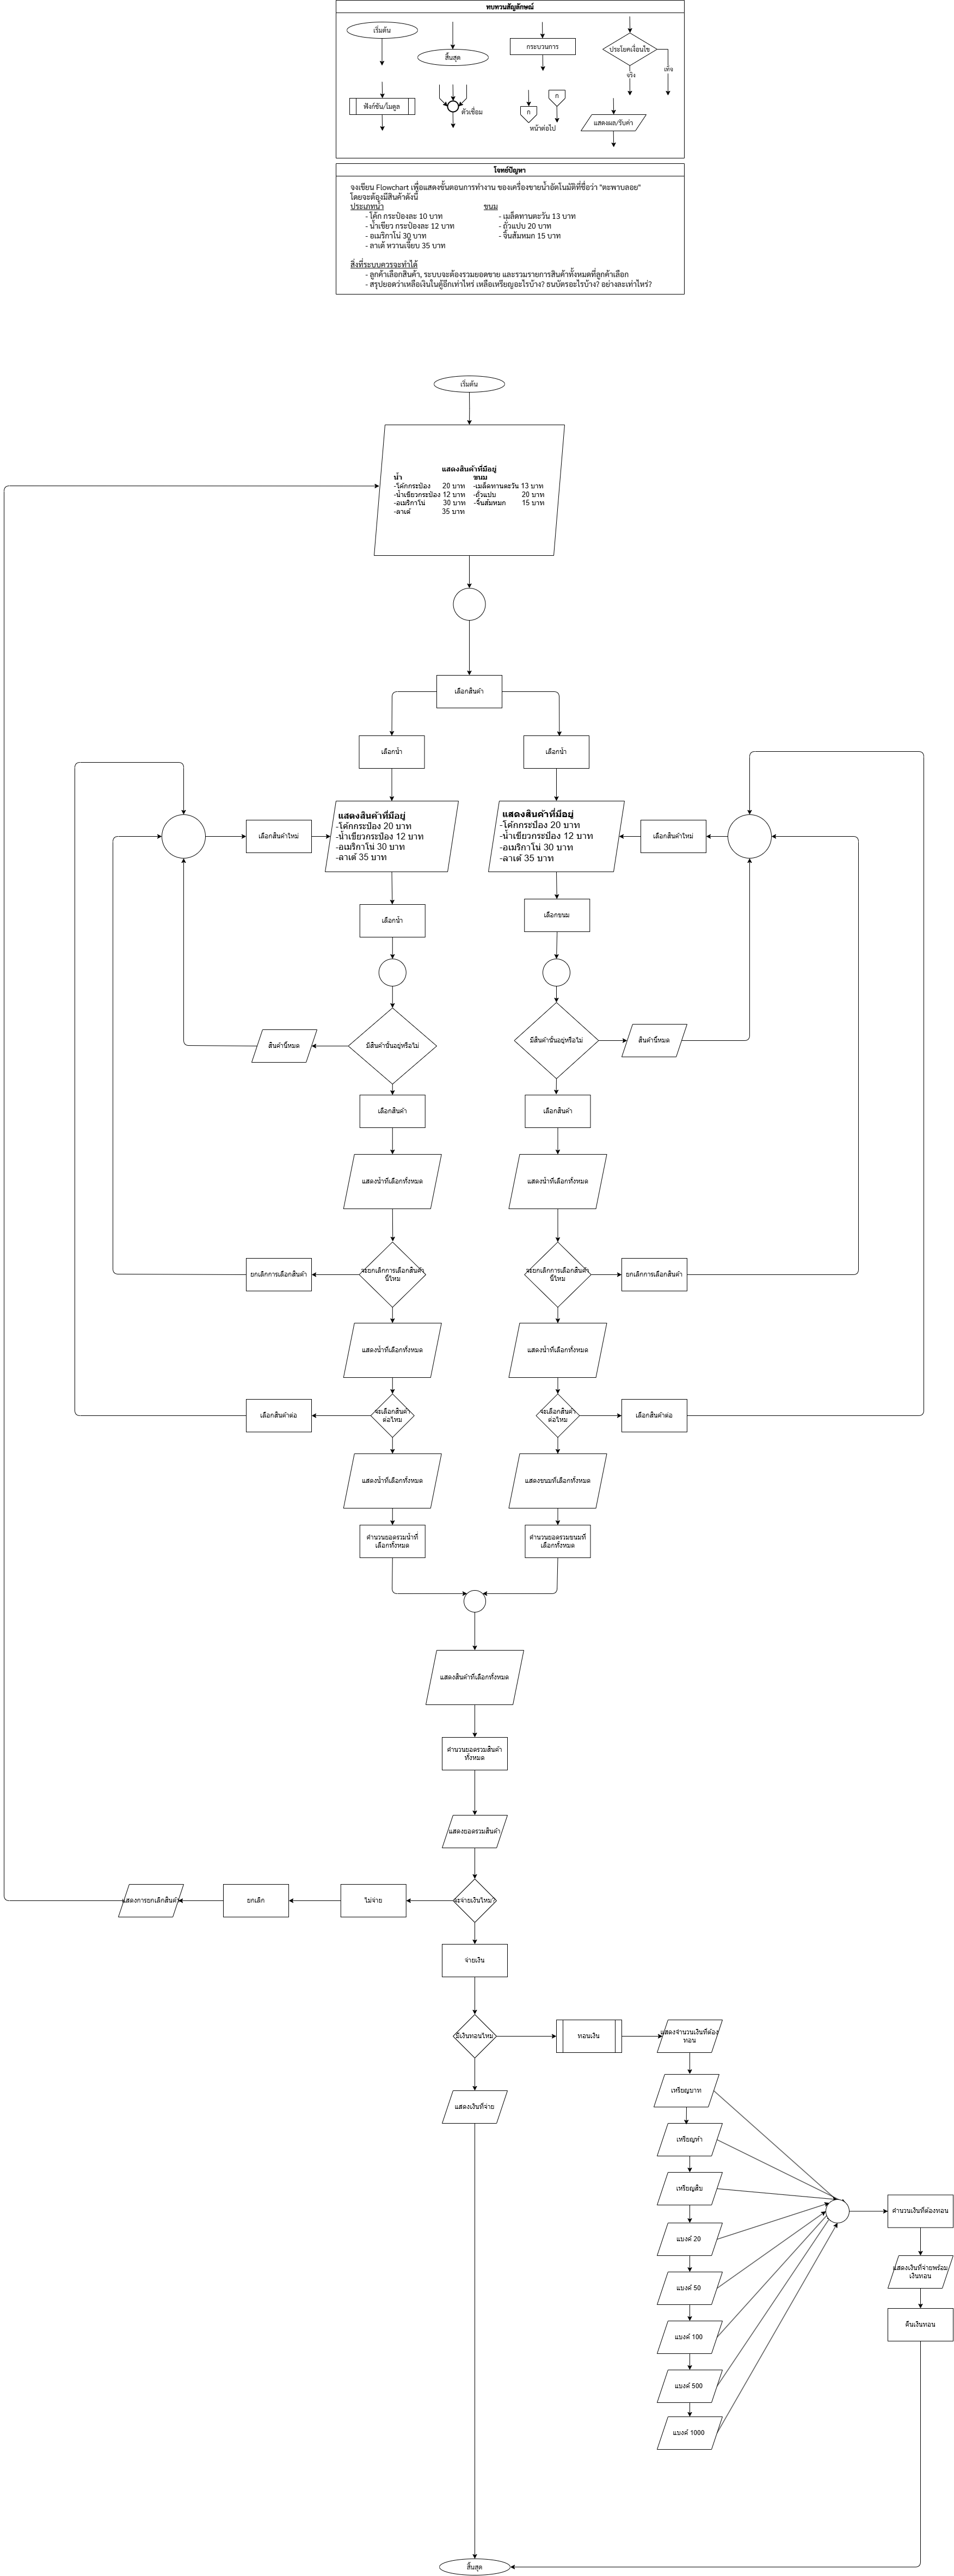 ทบทวนสัญลักษณ์
เริ่มต้น
สิ้นสุด
กระบวนการ
ประโยคเงื่อนไข
จริง
เท็จ
ฟังก์ชัน/โมดูล
ตัวเชื่อม
n
n
หน้าต่อไป
แสดงผล/รับค่า
โจทย์ปัญหา
จงเขียน Flowchart เพื่อแสดงขั้นตอนการทำงาน ของเครื่องขายน้ำอัตโนมัติที่ชื่อว่า "ตะพาบลอย"
โดยจะต้องมีสินค้าดังนี้
ประเภทน้ำ ขนม
- โค้ก กระป๋องละ 10 บาท - เมล็ดทานตะวัน 13 บาท
- น้ำเขียว กระป๋องละ 12 บาท - ถั่วแปบ 20 บาท
- อเมริกาโน่ 30 บาท - จี๊นส้มหมก 15 บาท
- ลาเต้ หวานเจี๊ยบ 35 บาท
สิ่งที่ระบบควรจะทำได้
- ลูกค้าเลือกสินค้า, ระบบจะต้องรวมยอดขาย และรวมรายการสินค้าทั้งหมดที่ลูกค้าเลือก
- สรุปยอดว่าเหลือเงินในตู้อีกเท่าไหร่ เหลือเหรียญอะไรบ้าง? ธนบัตรอะไรบ้าง? อย่างละเท่าไหร่?
เริ่มต้น
แสดงสินค้าที่มีอยู่
น้ำ ขนม
-โค้กกระป๋อง 20 บาท -เมล็ดทานตะวัน 13 บาท
-น้ำเขียวกระป๋อง 12 บาท -ถั่วแปบ 20 บาท
-อเมริกาโน่ 30 บาท -จิ๊นส้มหมก 15 บาท
-ลาเต้ 35 บาท
เลือกสินค้า
เลือกน้ำ
เลือกน้ำ
เลือกสินค้าใหม่
แสดงสินค้าที่มีอยู่
-โค้กกระป๋อง 20 บาท
-น้ำเขียวกระป๋อง 12 บาท
-อเมริกาโน่ 30 บาท
-ลาเต้ 35 บาท
แสดงสินค้าที่มีอยู่
-โค้กกระป๋อง 20 บาท
-น้ำเขียวกระป๋อง 12 บาท
-อเมริกาโน่ 30 บาท
-ลาเต้ 35 บาท
เลือกสินค้าใหม่
เลือกน้ำ
เลือกขนม
สินค้านี้หมด
มีสินค้านั้นอยู่หรือไม่
มีสินค้านั้นอยู่หรือไม่
สินค้านี้หมด
เลือกสินค้า
เลือกสินค้า
แสดงน้ำที่เลือกทั้งหมด
แสดงน้ำที่เลือกทั้งหมด
ยกเลิกการเลือกสินค้า
จะยกเลิกการเลือกสินค้า
นี้ไหม
จะยกเลิกการเลือกสินค้า
นี้ไหม
ยกเลิกการเลือกสินค้า
แสดงน้ำที่เลือกทั้งหมด
แสดงน้ำที่เลือกทั้งหมด
เลือกสินค้าต่อ
จะเลือกสินค้า
ต่อไหม
จะเลือกสินค้า
ต่อไหม
เลือกสินค้าต่อ
แสดงน้ำที่เลือกทั้งหมด
แสดงขนมที่เลือกทั้งหมด
คำนวนยอดรวมน้ำที่
เลือกทั้งหมด
คำนวนยอดรวมขนมที่
เลือกทั้งหมด
แสดงสินค้าที่เลือกทั้งหมด
คำนวนยอดรวมสินค้า
ทั้งหมด
แสดงยอดรวมสินค้า
แสดงการยกเลิกสินค้า
ยกเลิก
ไม่จ่าย
จะจ่ายเงินไหม?
จ่ายเงิน
มีเงินทอนไหม
ทอนเงิน
แสดงจำนวนเงินที่ต้อง
ทอน
แสดงเงินที่จ่าย
เหรียญบาท
เหรียญห้า
เหรียญสิบ
แบงค์ 20
แบงค์ 50
แบงค์ 100
แบงค์ 500
แบงค์ 1000
คำนวนเงินที่ต้องทอน
แสดงเงินที่จ่ายพร้อม
เงินทอน
คืนเงินทอน
สิ้นสุด